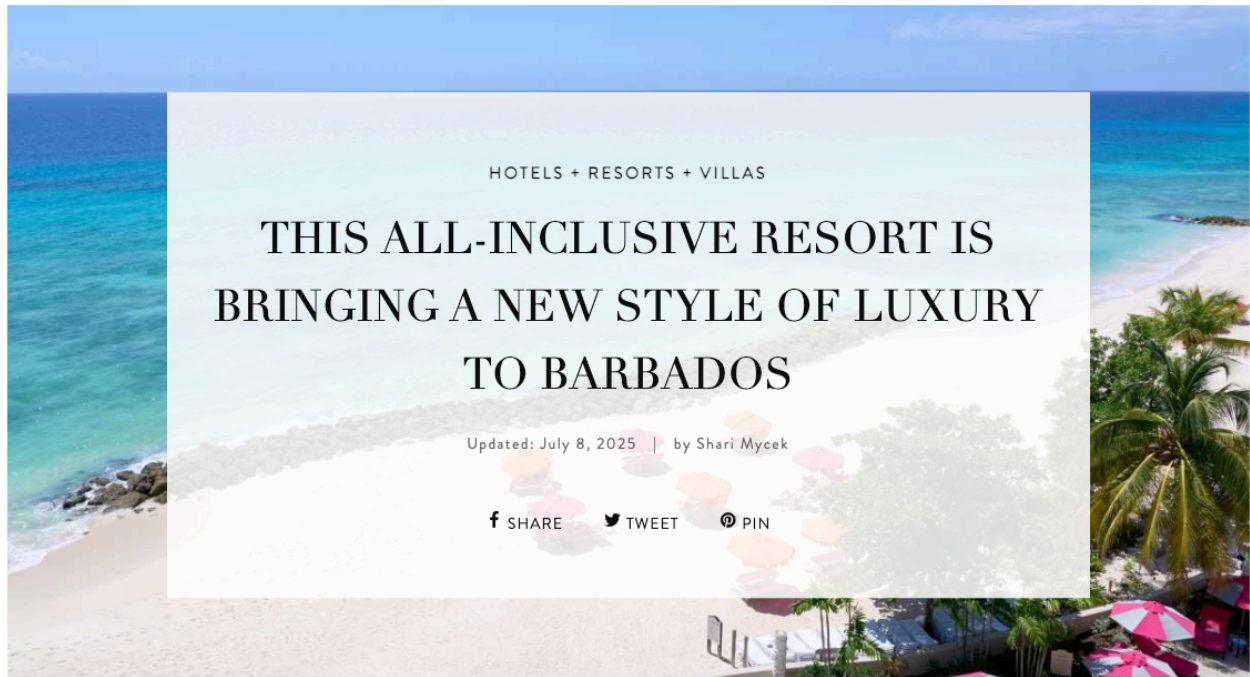 HOTELS + RESORTS + VILLAS
THIS ALL-INCLUSIVE RESORT IS
BRINGING A NEW STYLE OF LUXURY
TO BARBADOS
Updated: July 8, 2025 | by Shari Mycek
SHARE TWEET PIN